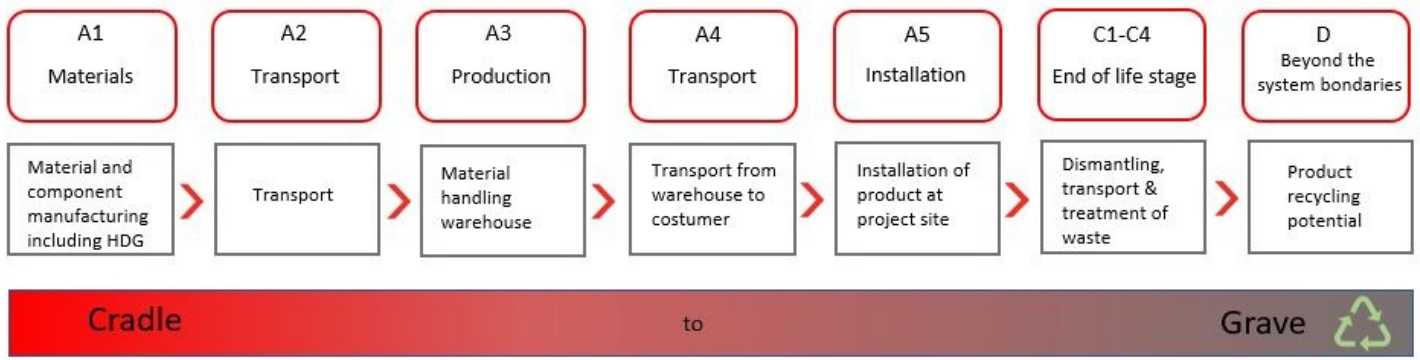 A1
Materials
A2
Transport
A3
Production
A4
Transport
A5
Installation
C1-C4
End of life stage
D
Beyond the
system bondaries
Material and
component
manufacturing
including HDG
Transport
Material
handling
warehouse
Transport from
warehouse to
costumer
Installation of
product at
project site
Dismantling,
transport &
treatment of
waste
Product
recycling
potential
Cradle
to
Grave